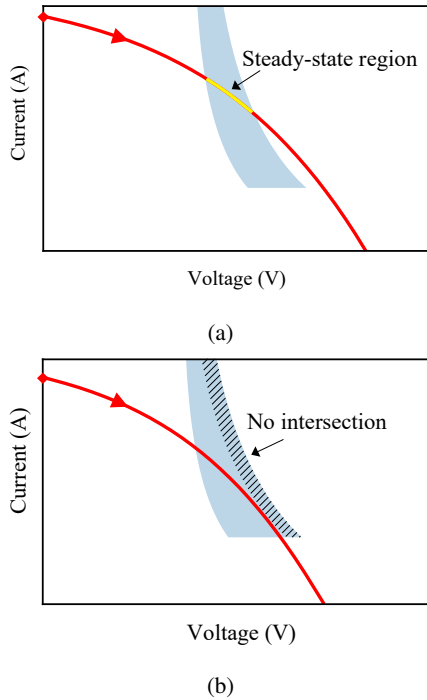 Steady-state region
Current (A)
Voltage (V)
(a)
No intersection
Current (A)
Voltage (V)
(b)